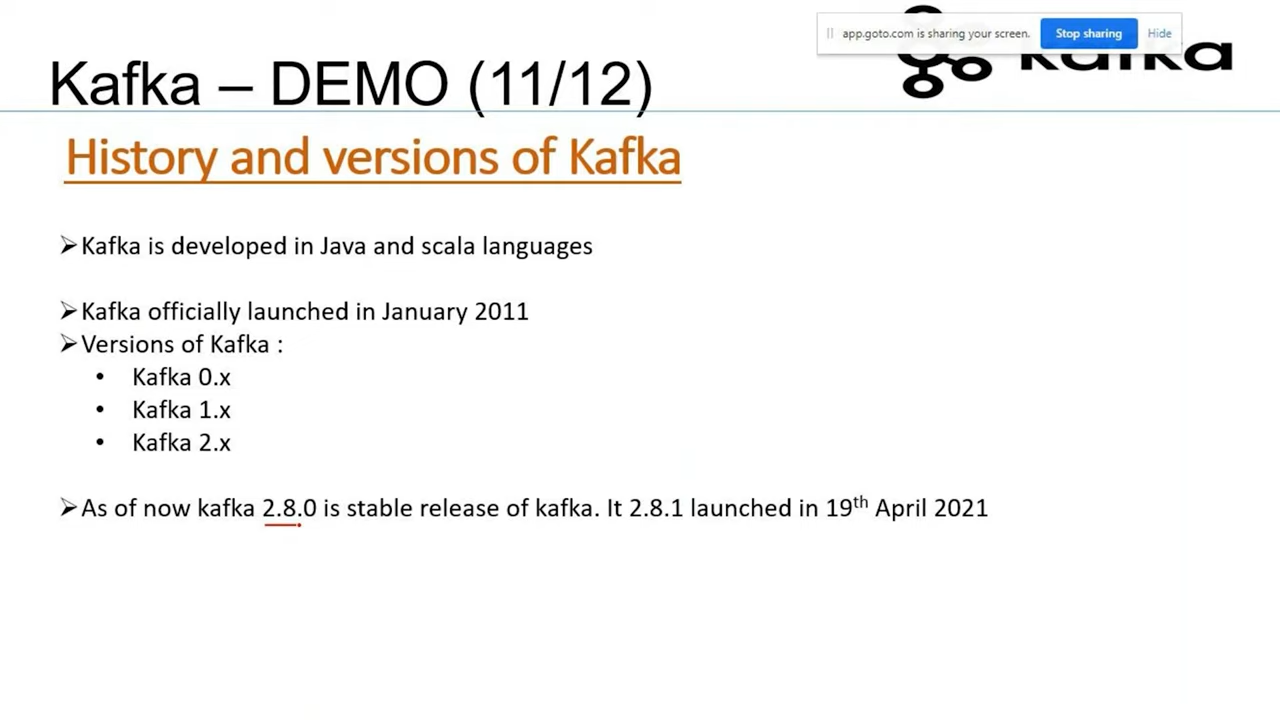 app.goto.com is sharing your screen. Stop sharing Hide
kafka
Kafka – DEMO (11/12)
History and versions of Kafka
➢Kafka is developed in Java and scala languages
➢Kafka officially launched in January 2011
➢Versions of Kafka :
• Kafka 0.x
• Kafka 1.x
• Kafka 2.x
➢As of now kafka 2.8.0 is stable release of kafka. It 2.8.1 launched in 19th April 2021